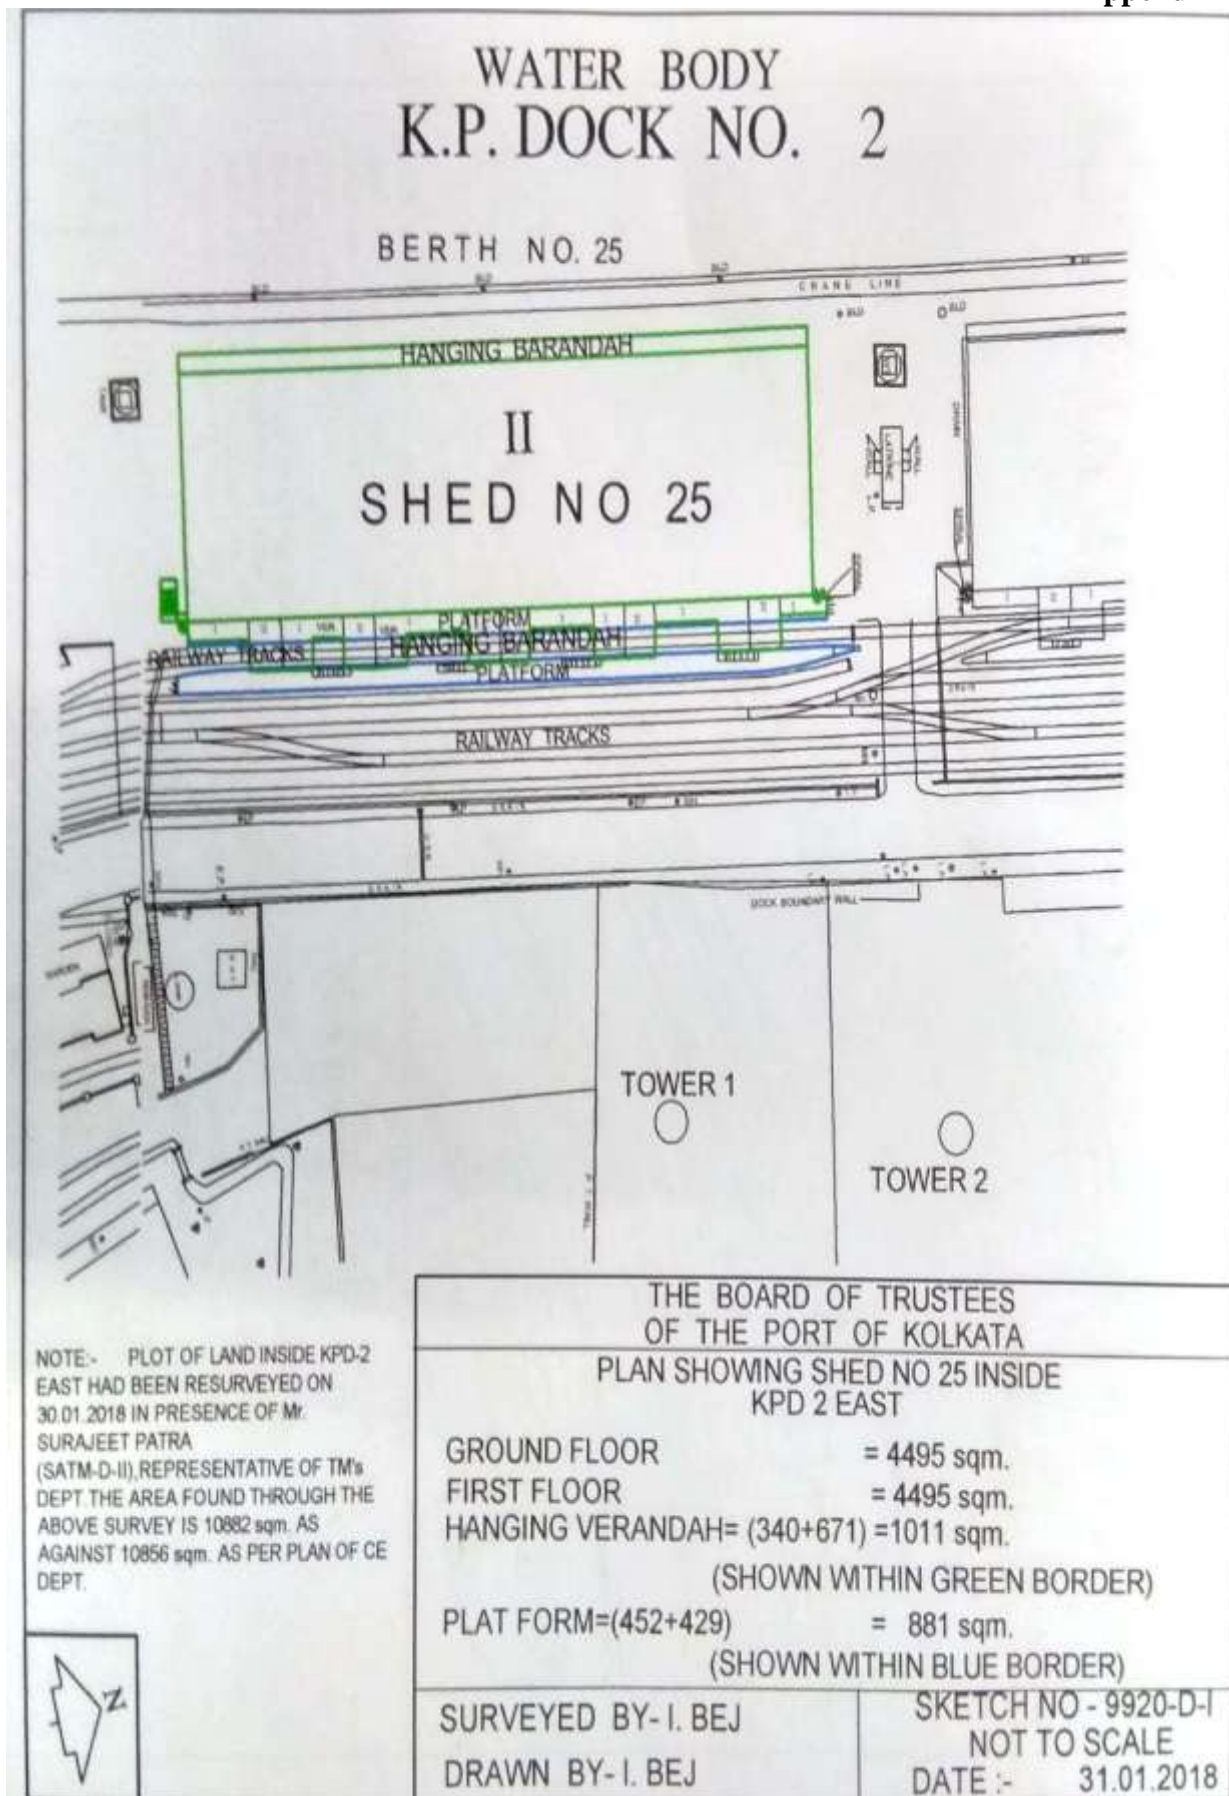 WATER BODY
K.P. DOCK NO. 2
BERTH NO. 25
BLD
BLD
BLD
CRANE LINE
BLD
BLD
HANGING BARANDAH
II
SHED NO 25
LATRINE
PLATFORM
HANGING BARANDAH
RAILWAY TRACKS
PLATFORM
RAILWAY TRACKS
DOCK BOUNDARY WALL
GARDEN
TOWER 1
TOWER 2
THE BOARD OF TRUSTEES
OF THE PORT OF KOLKATA
PLAN SHOWING SHED NO 25 INSIDE
KPD 2 EAST
GROUND FLOOR = 4495 sqm.
FIRST FLOOR = 4495 sqm.
HANGING VERANDAH= (340+671) =1011 sqm.
(SHOWN WITHIN GREEN BORDER)
PLAT FORM=(452+429) = 881 sqm.
(SHOWN WITHIN BLUE BORDER)
NOTE:- PLOT OF LAND INSIDE KPD-2
EAST HAD BEEN RESURVEYED ON
30.01.2018 IN PRESENCE OF Mr.
SURAJEET PATRA
(SATM-D-II),REPRESENTATIVE OF TM's
DEPT.THE AREA FOUND THROUGH THE
ABOVE SURVEY IS 10882 sqm. AS
AGAINST 10856 sqm. AS PER PLAN OF CE
DEPT.
N
SURVEYED BY- I. BEJ
DRAWN BY- I. BEJ
SKETCH NO - 9920-D-I
NOT TO SCALE
DATE :- 31.01.2018